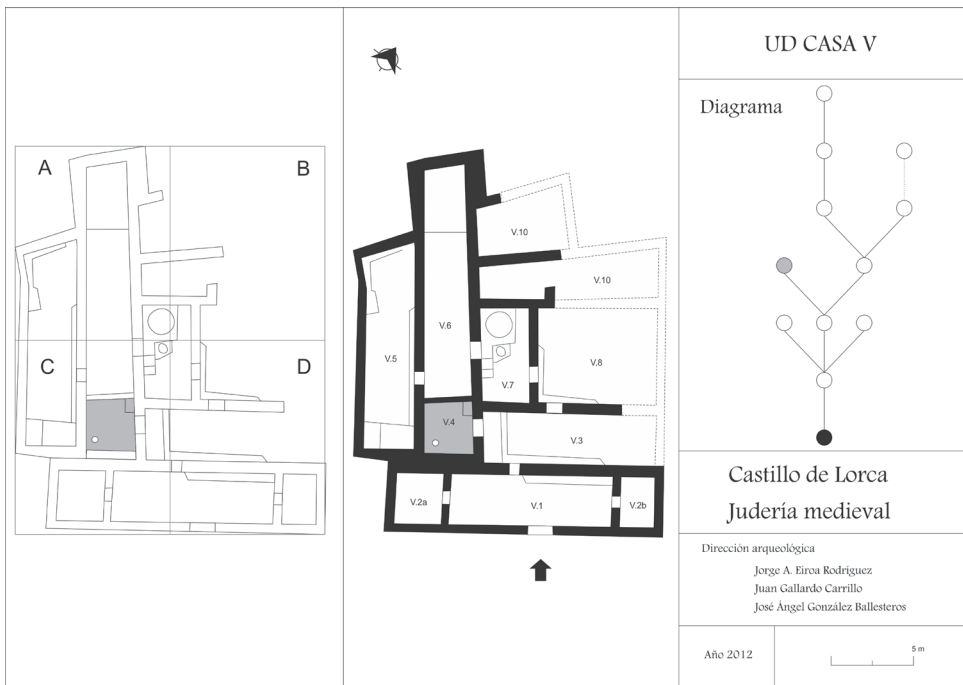 A
B
C
D
V.10
V.10
V.6
V.5
V.8
V.7
V.4
V.3
V.2a
V.1
V.2b
UD CASA V
Diagrama
Castillo de Lorca
Judería medieval
Dirección arqueológica
Jorge A. Eiroa Rodríguez
Juan Gallardo Carrillo
José Ángel González Ballesteros
Año 2012
5 m